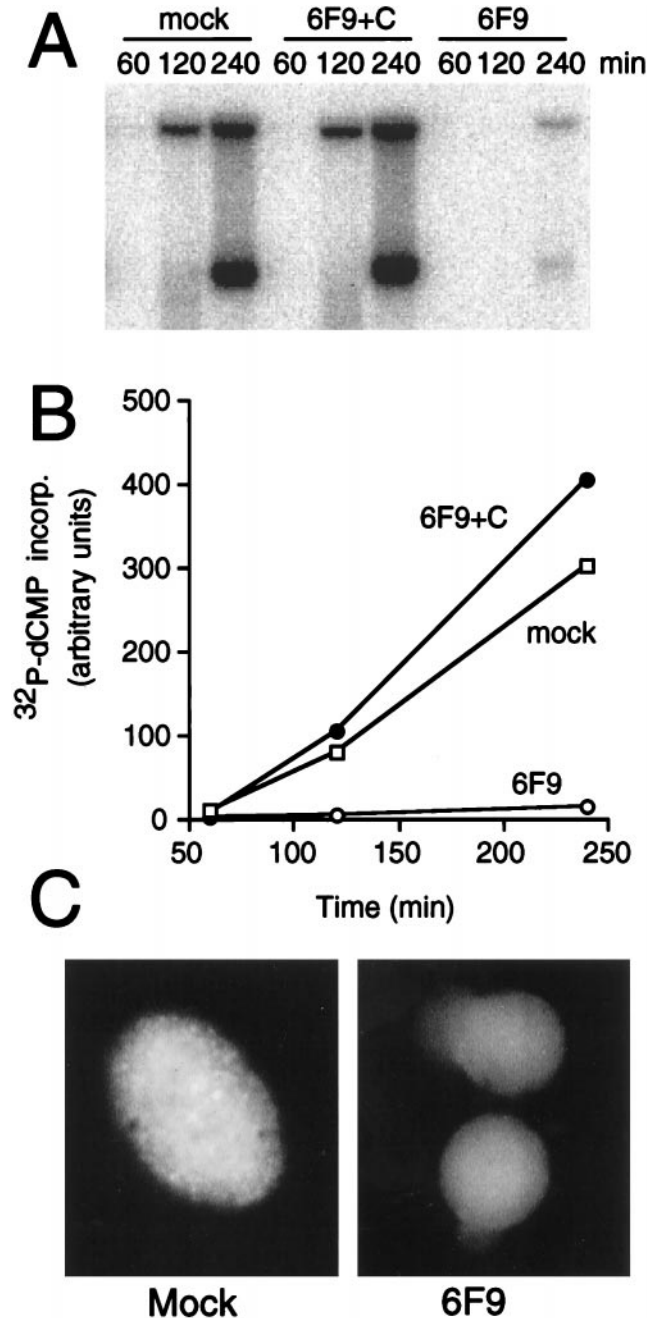 A
mock 6F9+C 6F9
60 120 240 60 120 240 60 120 240 min
B
500
400
300
200
100
0
32P-dCMP incorp.
(arbitrary units)
6F9+C
mock
6F9
50 100 150 200 250
Time (min)
C
Mock 6F9